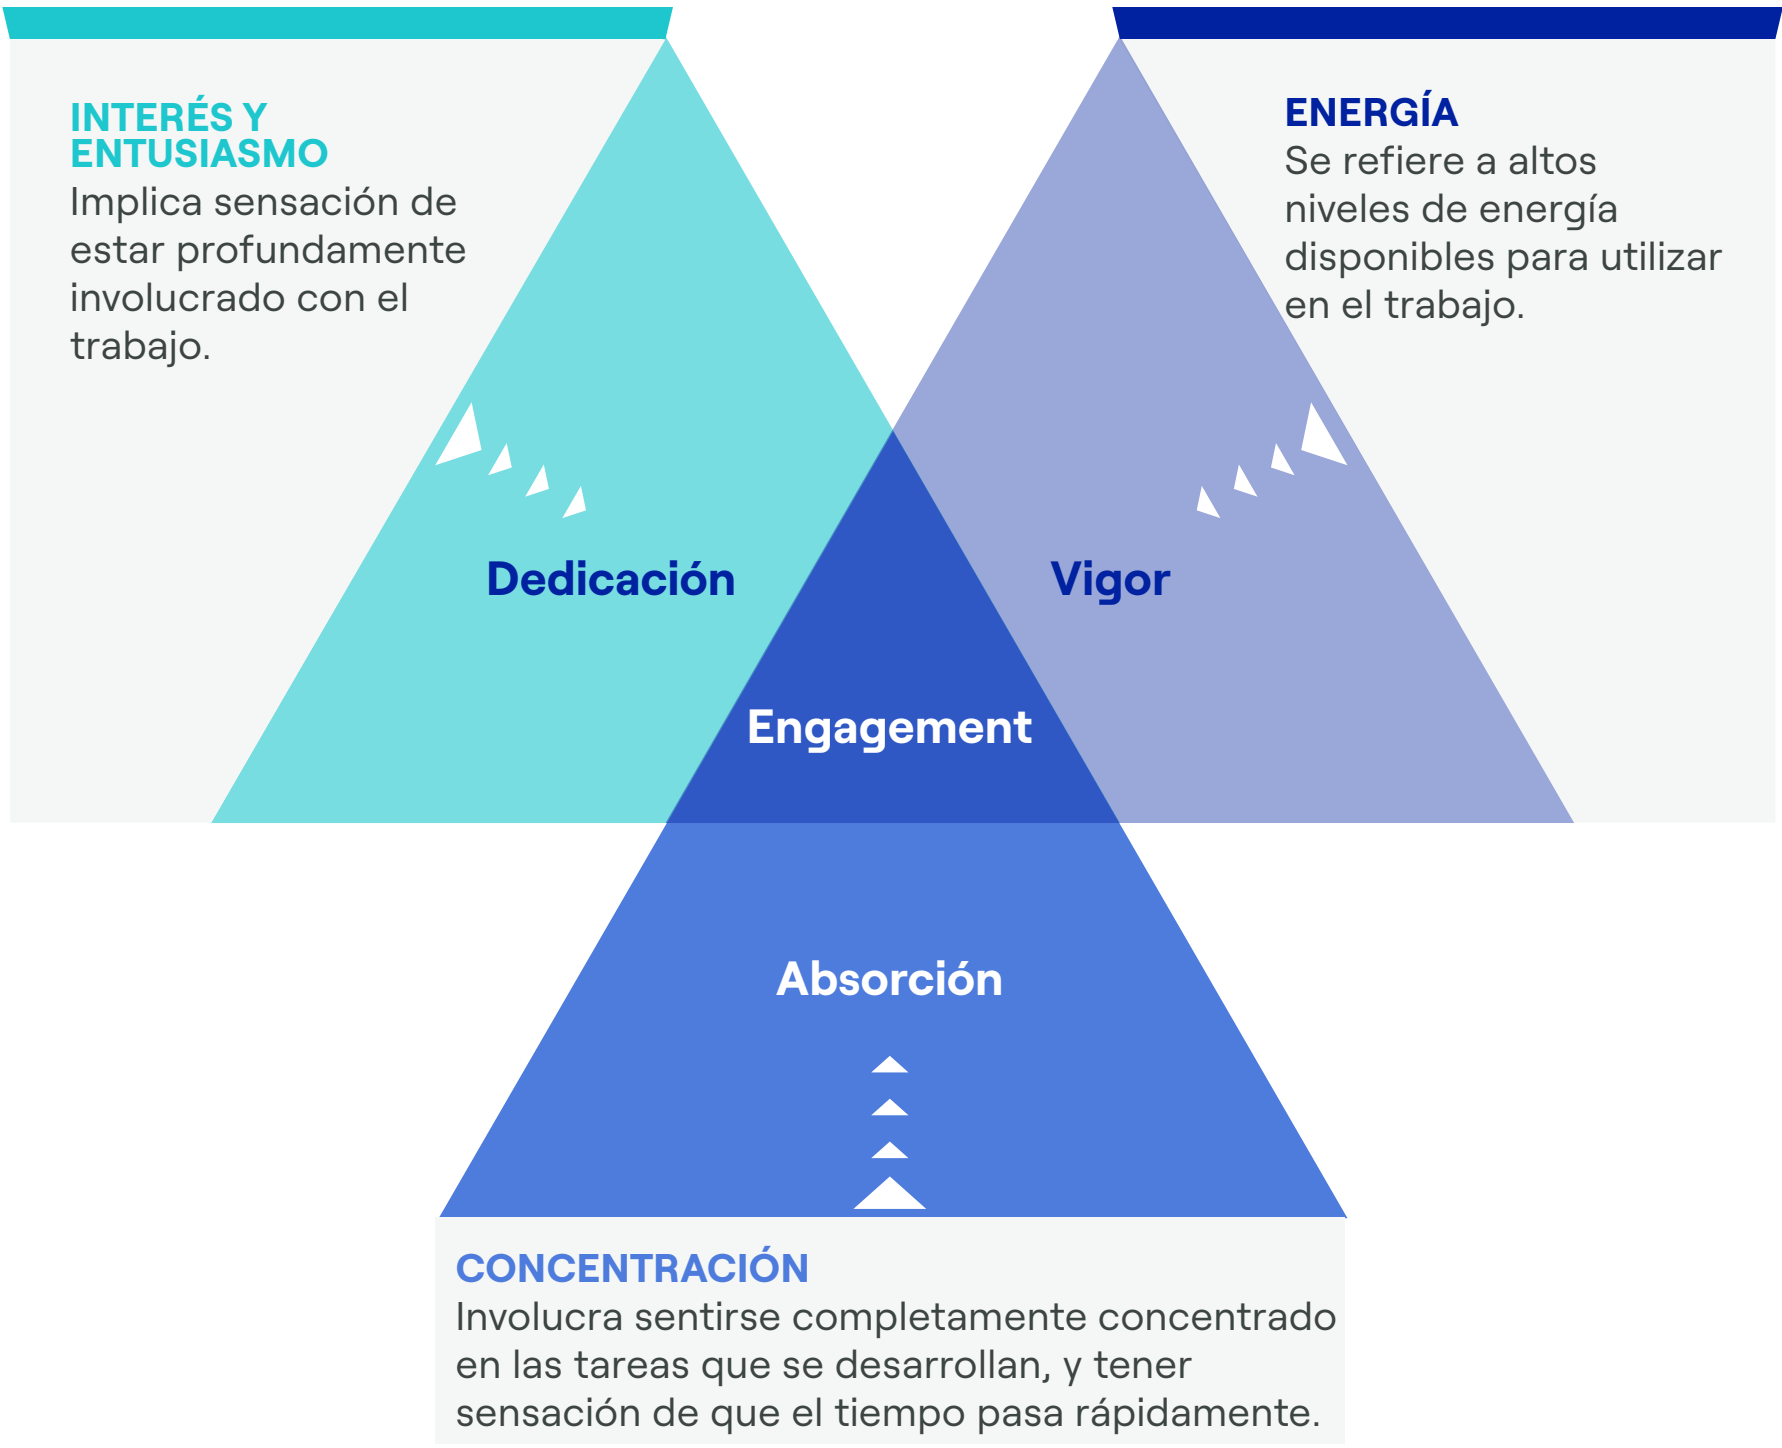 INTERÉS Y
ENTUSIASMO
Implica sensación de
estar profundamente
involucrado con el
trabajo.
ENERGÍA
Se refiere a altos
niveles de energía
disponibles para utilizar
en el trabajo.
Dedicación
Vigor
Engagement
Absorción
CONCENTRACIÓN
Involucra sentirse completamente concentrado
en las tareas que se desarrollan, y tener
sensación de que el tiempo pasa rápidamente.